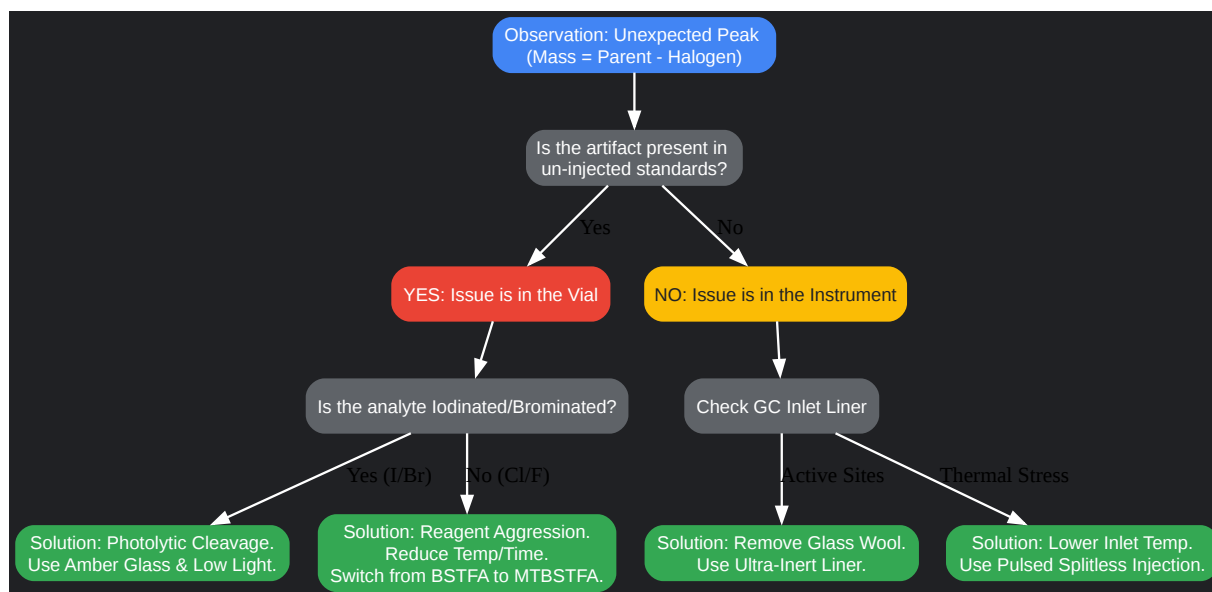 Observation: Unexpected Peak
(Mass = Parent - Halogen)
Is the artifact present in
un-injected standards?
Yes
No
YES: Issue is in the Vial
NO: Issue is in the Instrument
Is the analyte Iodinated/Brominated?
Check GC Inlet Liner
Yes (I/Br)
No (Cl/F)
Active Sites
Thermal Stress
Solution: Photolytic Cleavage.
Use Amber Glass & Low Light.
Solution: Reagent Aggression.
Reduce Temp/Time.
Switch from BSTFA to MTBSTFA.
Solution: Remove Glass Wool.
Use Ultra-Inert Liner.
Solution: Lower Inlet Temp.
Use Pulsed Splitless Injection.